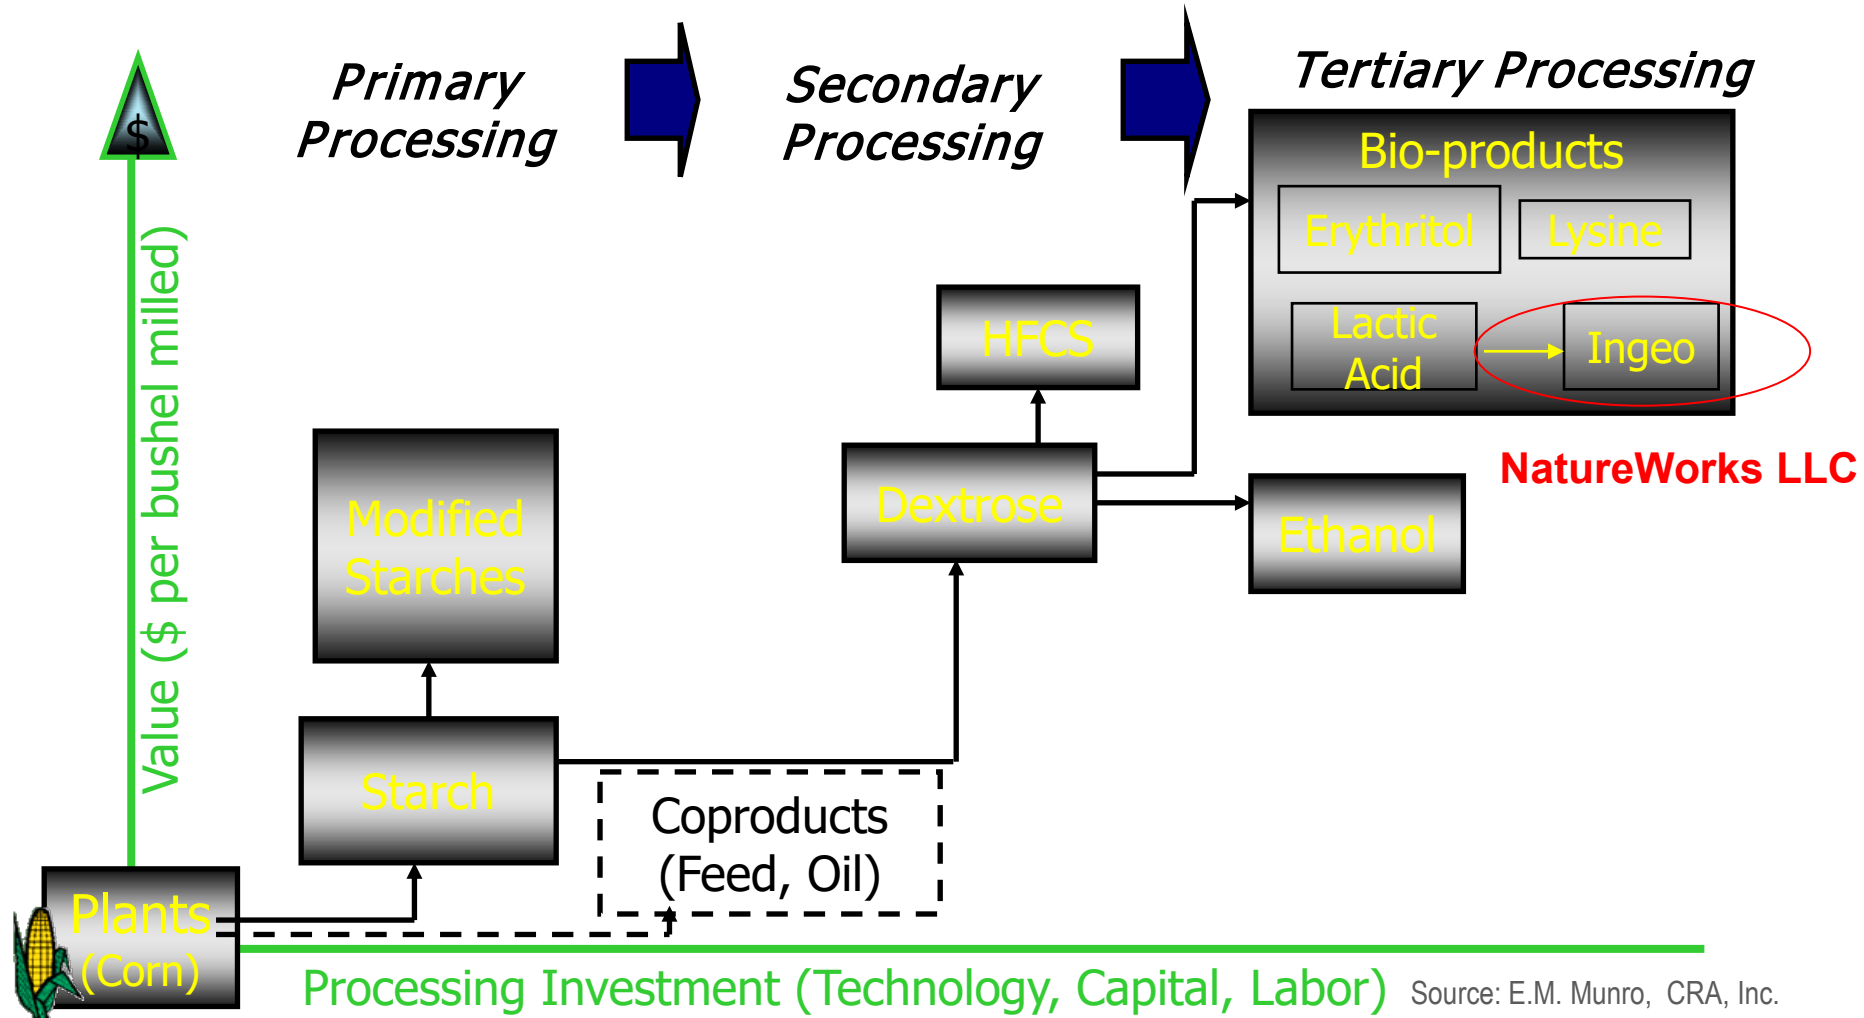 Primary
Processing
Secondary
Processing
Tertiary Processing
$
Value ($ per bushel milled)
Bio-products
Erythritol
Lysine
Lactic
Acid
Ingeo
NatureWorks LLC
HFCS
Dextrose
Ethanol
Modified
Starches
Starch
Coproducts
(Feed, Oil)
Plants
(Corn)
Processing Investment (Technology, Capital, Labor)
Source: E.M. Munro, CRA, Inc.